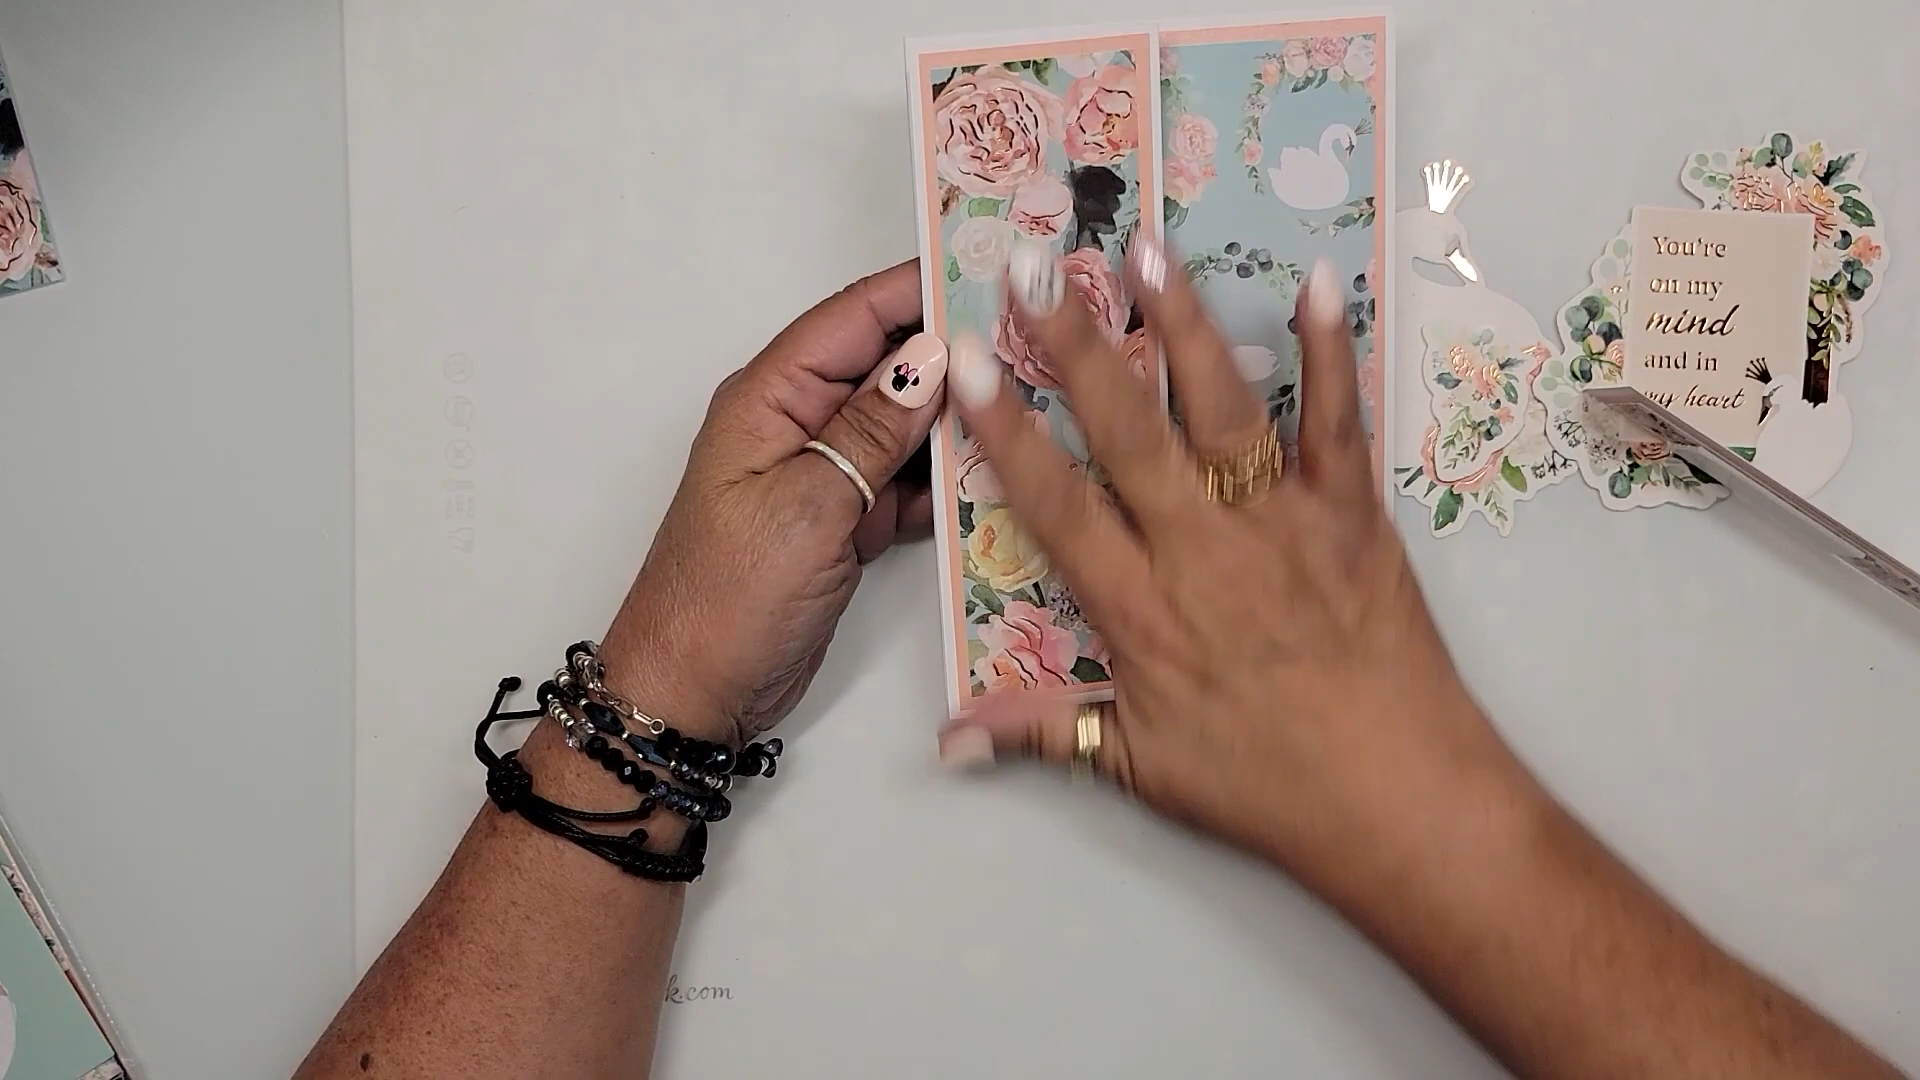 You're
on my
mind
and in
my heart
k.com